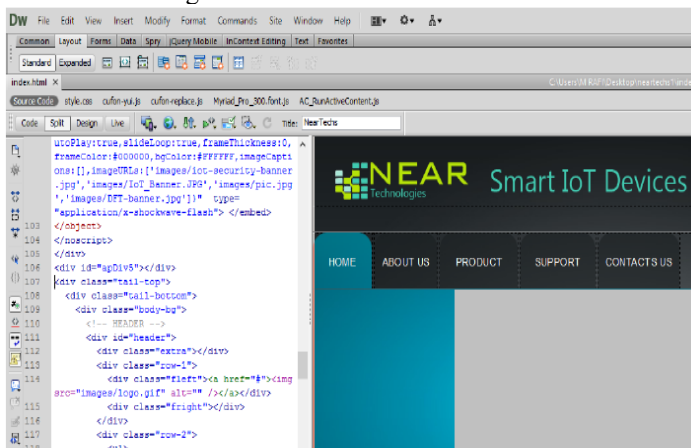 DW File Edit View Insert Modify Format Commands Site Window Help
Common Layout Forms Data Spry jQuery Mobile InContext Editing Text Favorites
Standard Expanded
index.html ×
Source Code style.css cufon-yui.js cufon-replace.js Myriad_Pro_300.font.js AC_RunActiveContent.js
Code Split Design Live Title: NearTechs
utoPlay:true,slideLoop:true,frameThickness:0,
frameColor:#000000,bgColor:#FFFFFF,imageCapti
ons:[],imageURLs:['images/iot-security-banner
.jpg','images/IoT_Banner.JPG','images/pic.jpg
','images/DFT-banner.jpg'])" type=
"application/x-shockwave-flash"> </embed>
103 </object>
104 </noscript>
105 </div>
106 <div id="apDiv5"></div>
107 <div class="tail-top">
108 <div class="tail-bottom">
109 <div class="body-bg">
110 <!-- HEADER -->
111 <div id="header">
112 <div class="extra"></div>
113 <div class="row-1">
114 <div class="fleft"><a href="#"><img
src="images/logo.gif" alt="" /></a></div>
115 <div class="fright"></div>
116 </div>
117 <div class="row-2">
NEAR
Technologies
Smart IoT Devices
HOME ABOUT US PRODUCT SUPPORT CONTACTS US